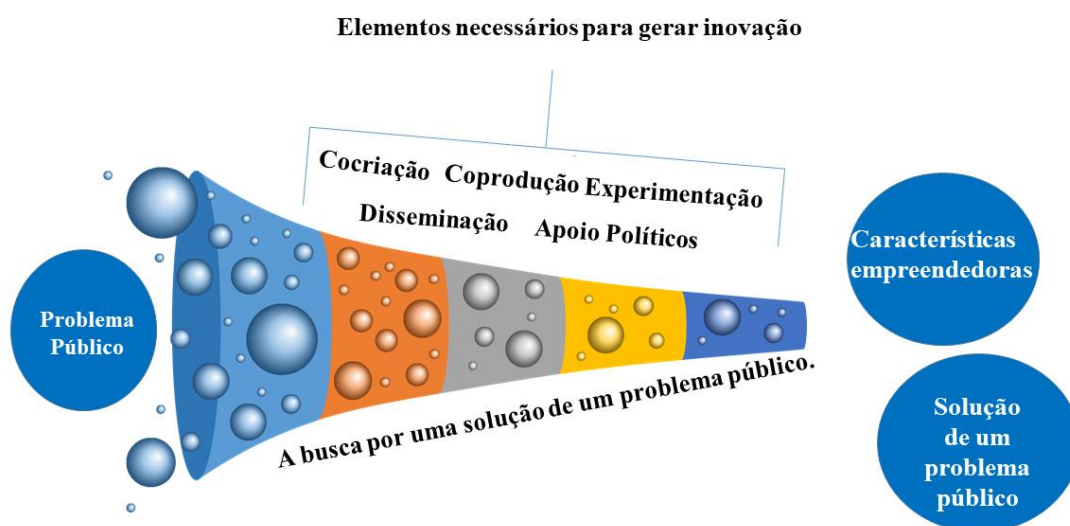 Elementos necessários para gerar inovação
Cocriação Coprodução Experimentação
Disseminação Apoio Políticos
Problema
Público
A busca por uma solução de um problema público.
Características
empreendedoras
Solução
de um
problema
público